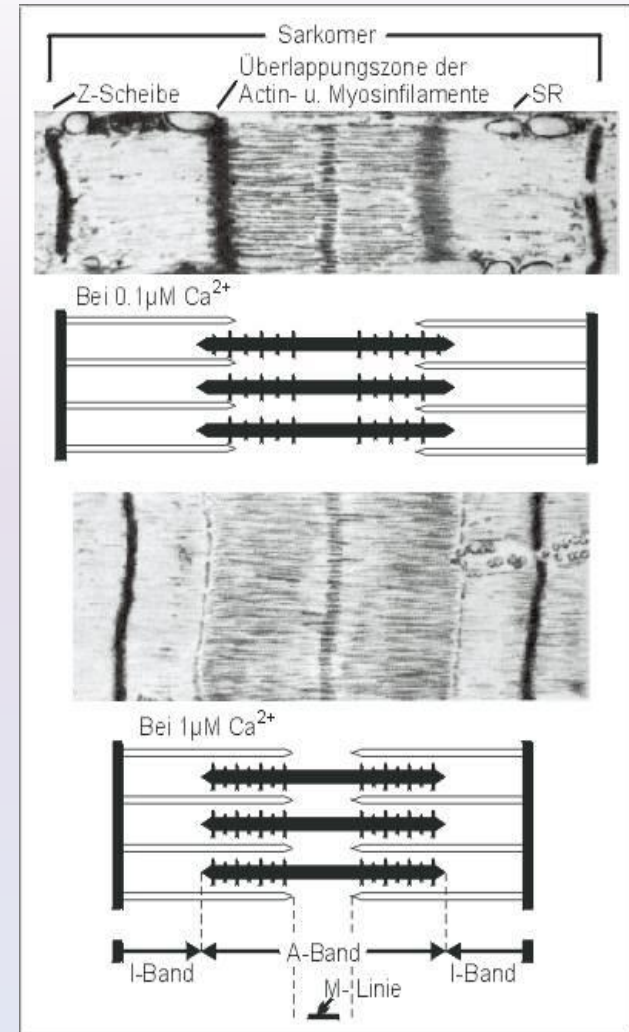 Sarkomer
Überlappungszone der
Z-Scheibe Actin- u. Myosinfilamente SR
Bei 0.1µM Ca²⁺
Bei 1µM Ca²⁺
A-Band
I-Band I-Band
M- Linie